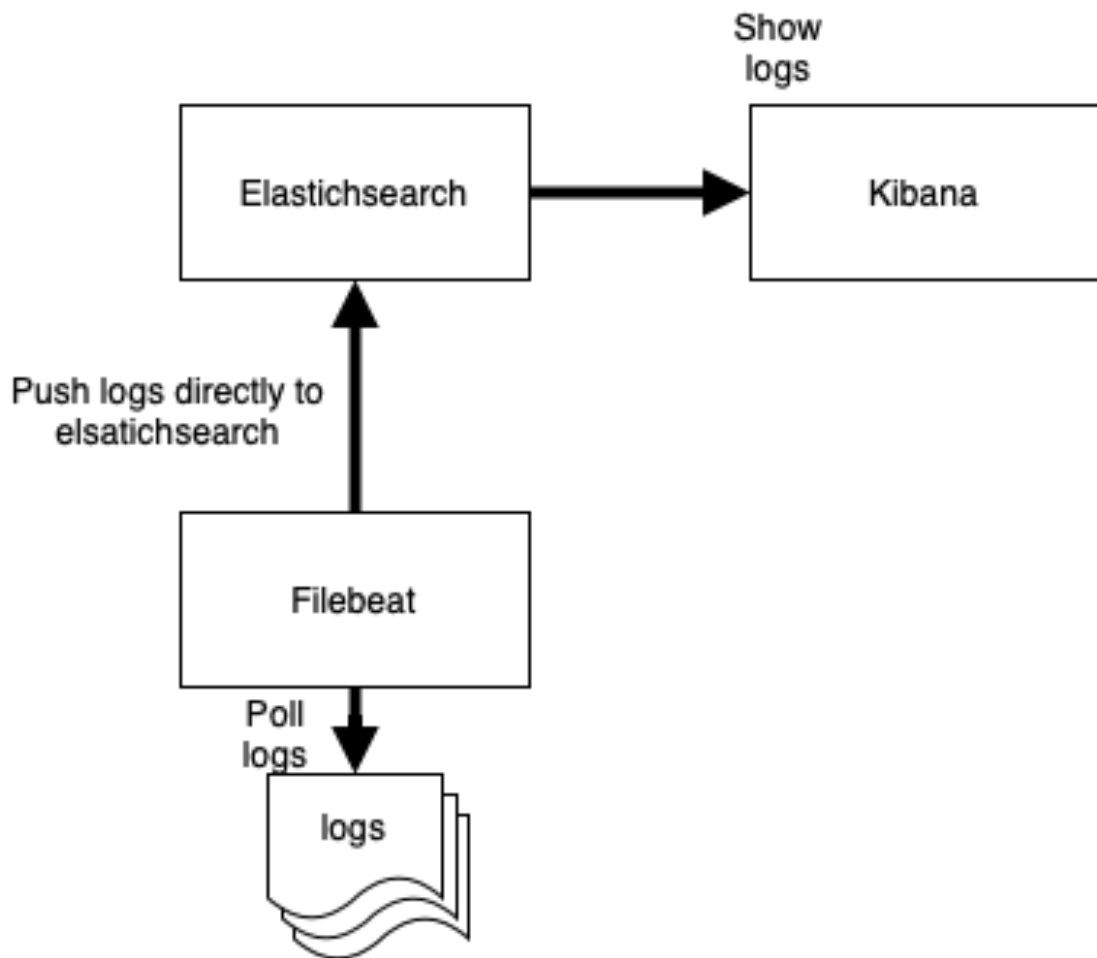 Show
logs
Elastichsearch
Kibana
Push logs directly to
elsatichsearch
Filebeat
Poll
logs
logs